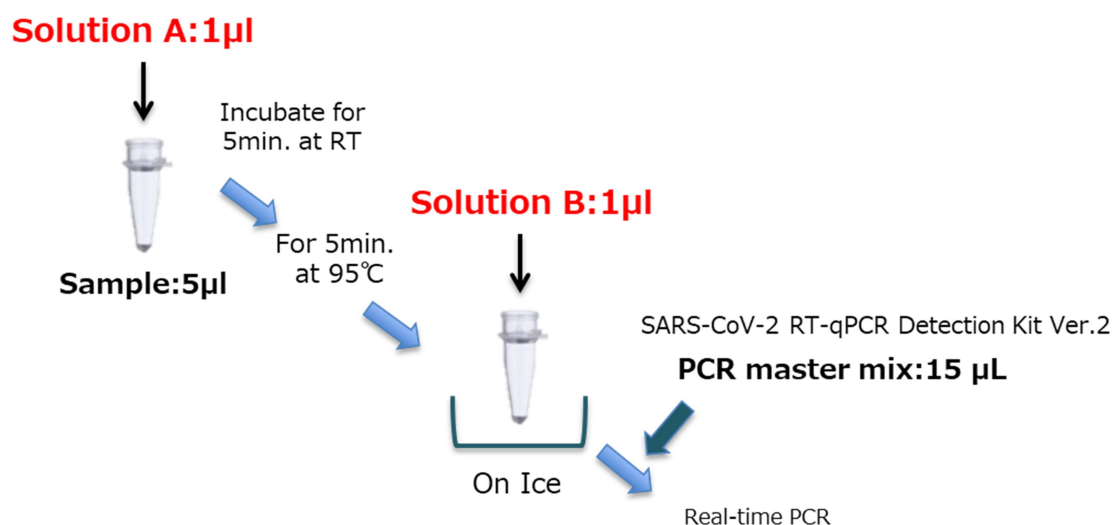 Solution A:1μl
Incubate for
5min. at RT
Sample:5μl
For 5min.
at 95℃
Solution B:1μl
On Ice
SARS-CoV-2 RT-qPCR Detection Kit Ver.2
PCR master mix:15 μL
Real-time PCR